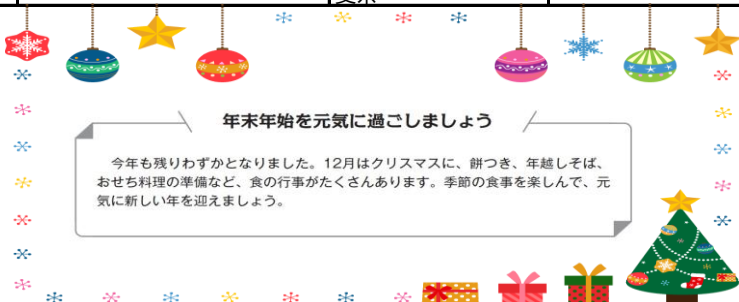 年末年始を元気に過ごしましょう
今年も残りわずかとなりました。12月はクリスマスに、餅つき、年越しそば、
おせち料理の準備など、食の行事がたくさんあります。季節の食事を楽しんで、元
気に新しい年を迎えましょう。